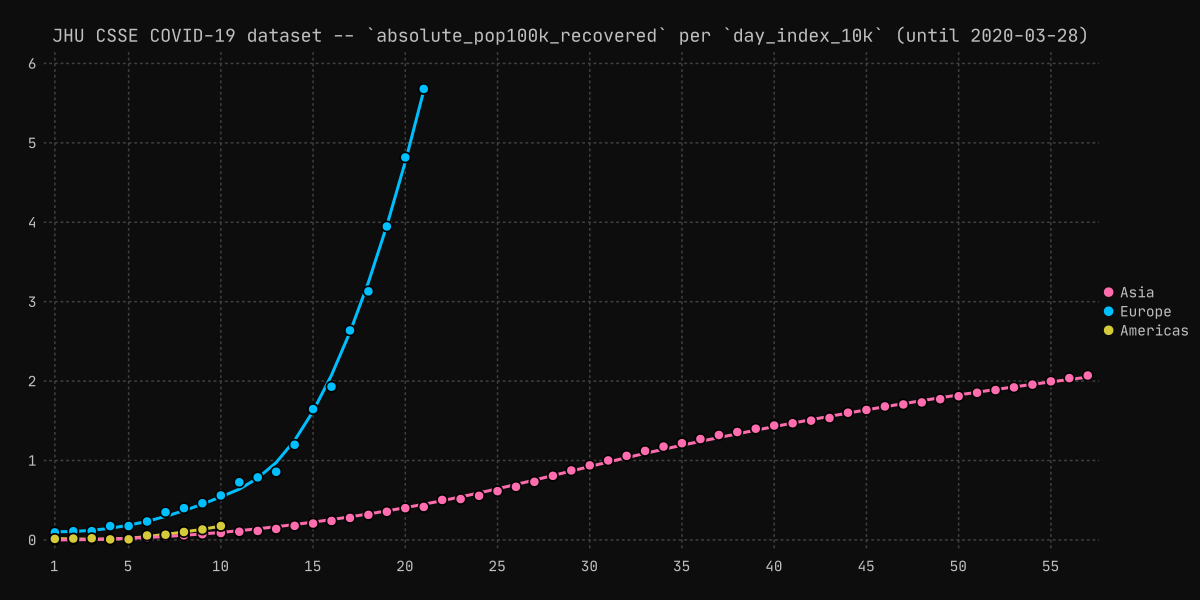 JHU CSSE COVID-19 dataset -- `absolute_pop100k_recovered` per `day_index_10k` (until 2020-03-28)
6
5
4
3
2
1
0
1 5 10 15 20 25 30 35 40 45 50 55
Asia
Europe
Americas